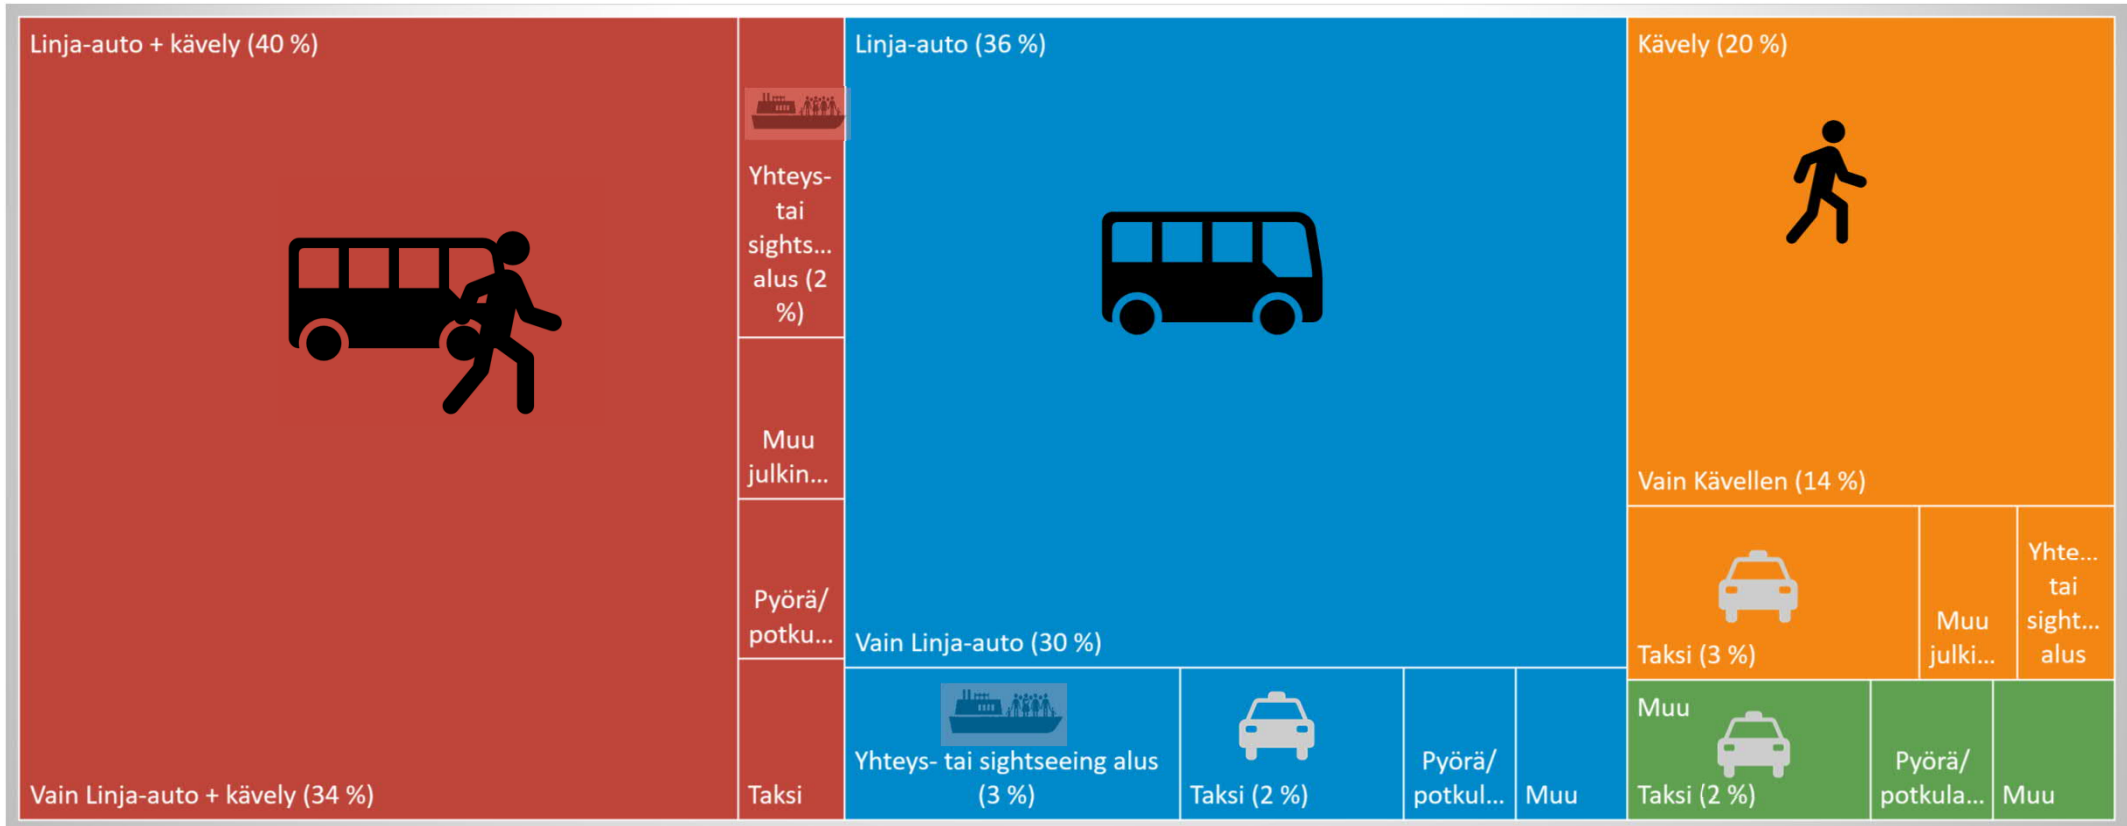 Linja-auto + kävely (40 %)
Vain Linja-auto + kävely (34 %)
Yhteys-
tai
sights...
alus (2
%)
Muu
julkin...
Pyörä/
potku...
Taksi
Linja-auto (36 %)
Vain Linja-auto (30 %)
Yhteys- tai sightseeing alus
(3 %)
Taksi (2 %)
Pyörä/
potkul...
Muu
Kävely (20 %)
Vain Kävellen (14 %)
Taksi (3 %)
Muu
julki...
Yhte...
tai
sight...
alus
Muu
Taksi (2 %)
Pyörä/
potkula...
Muu